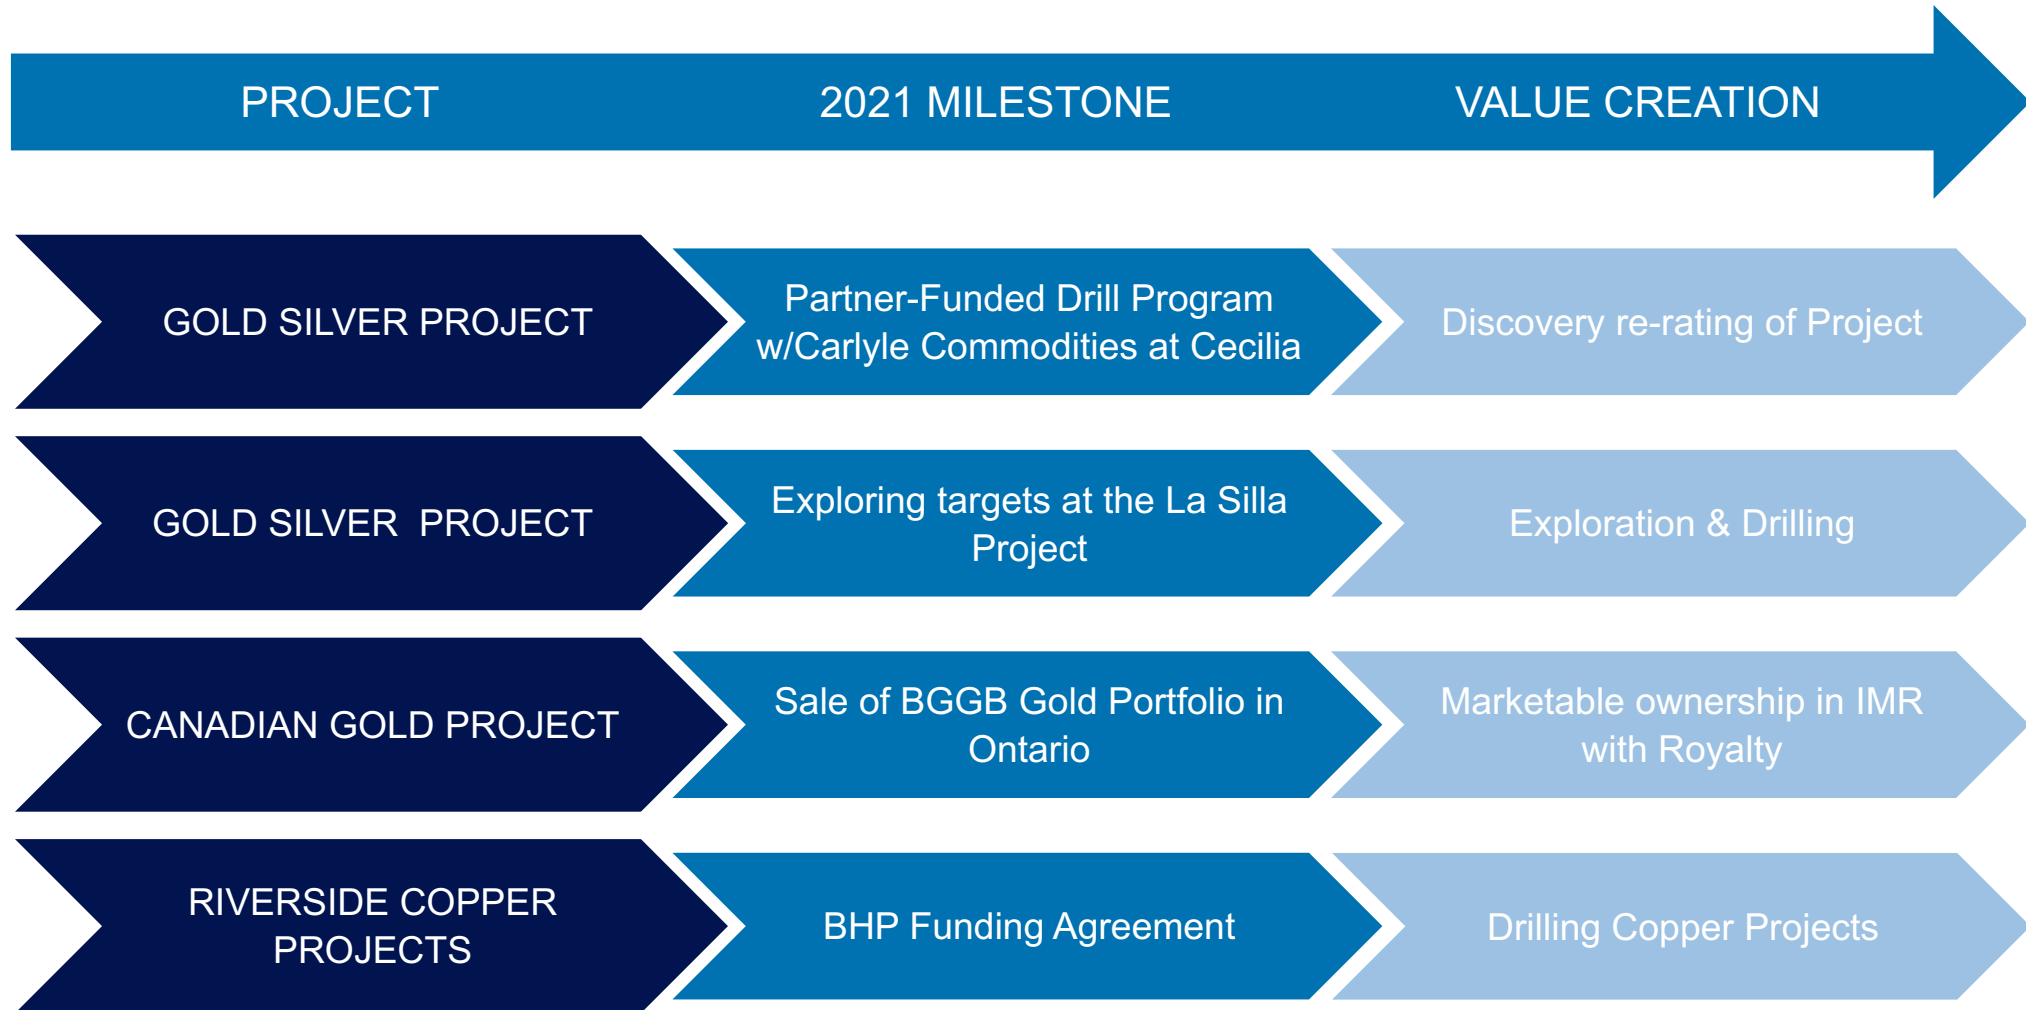 PROJECT 2021 MILESTONE VALUE CREATION
GOLD SILVER PROJECT
Partner-Funded Drill Program
w/Carlyle Commodities at Cecilia
Discovery re-rating of Project
GOLD SILVER  PROJECT
Exploring targets at the La Silla
Project
Exploration & Drilling
CANADIAN GOLD PROJECT
Sale of BGGB Gold Portfolio in
Ontario
Marketable ownership in IMR
with Royalty
RIVERSIDE COPPER
PROJECTS
BHP Funding Agreement
Drilling Copper Projects